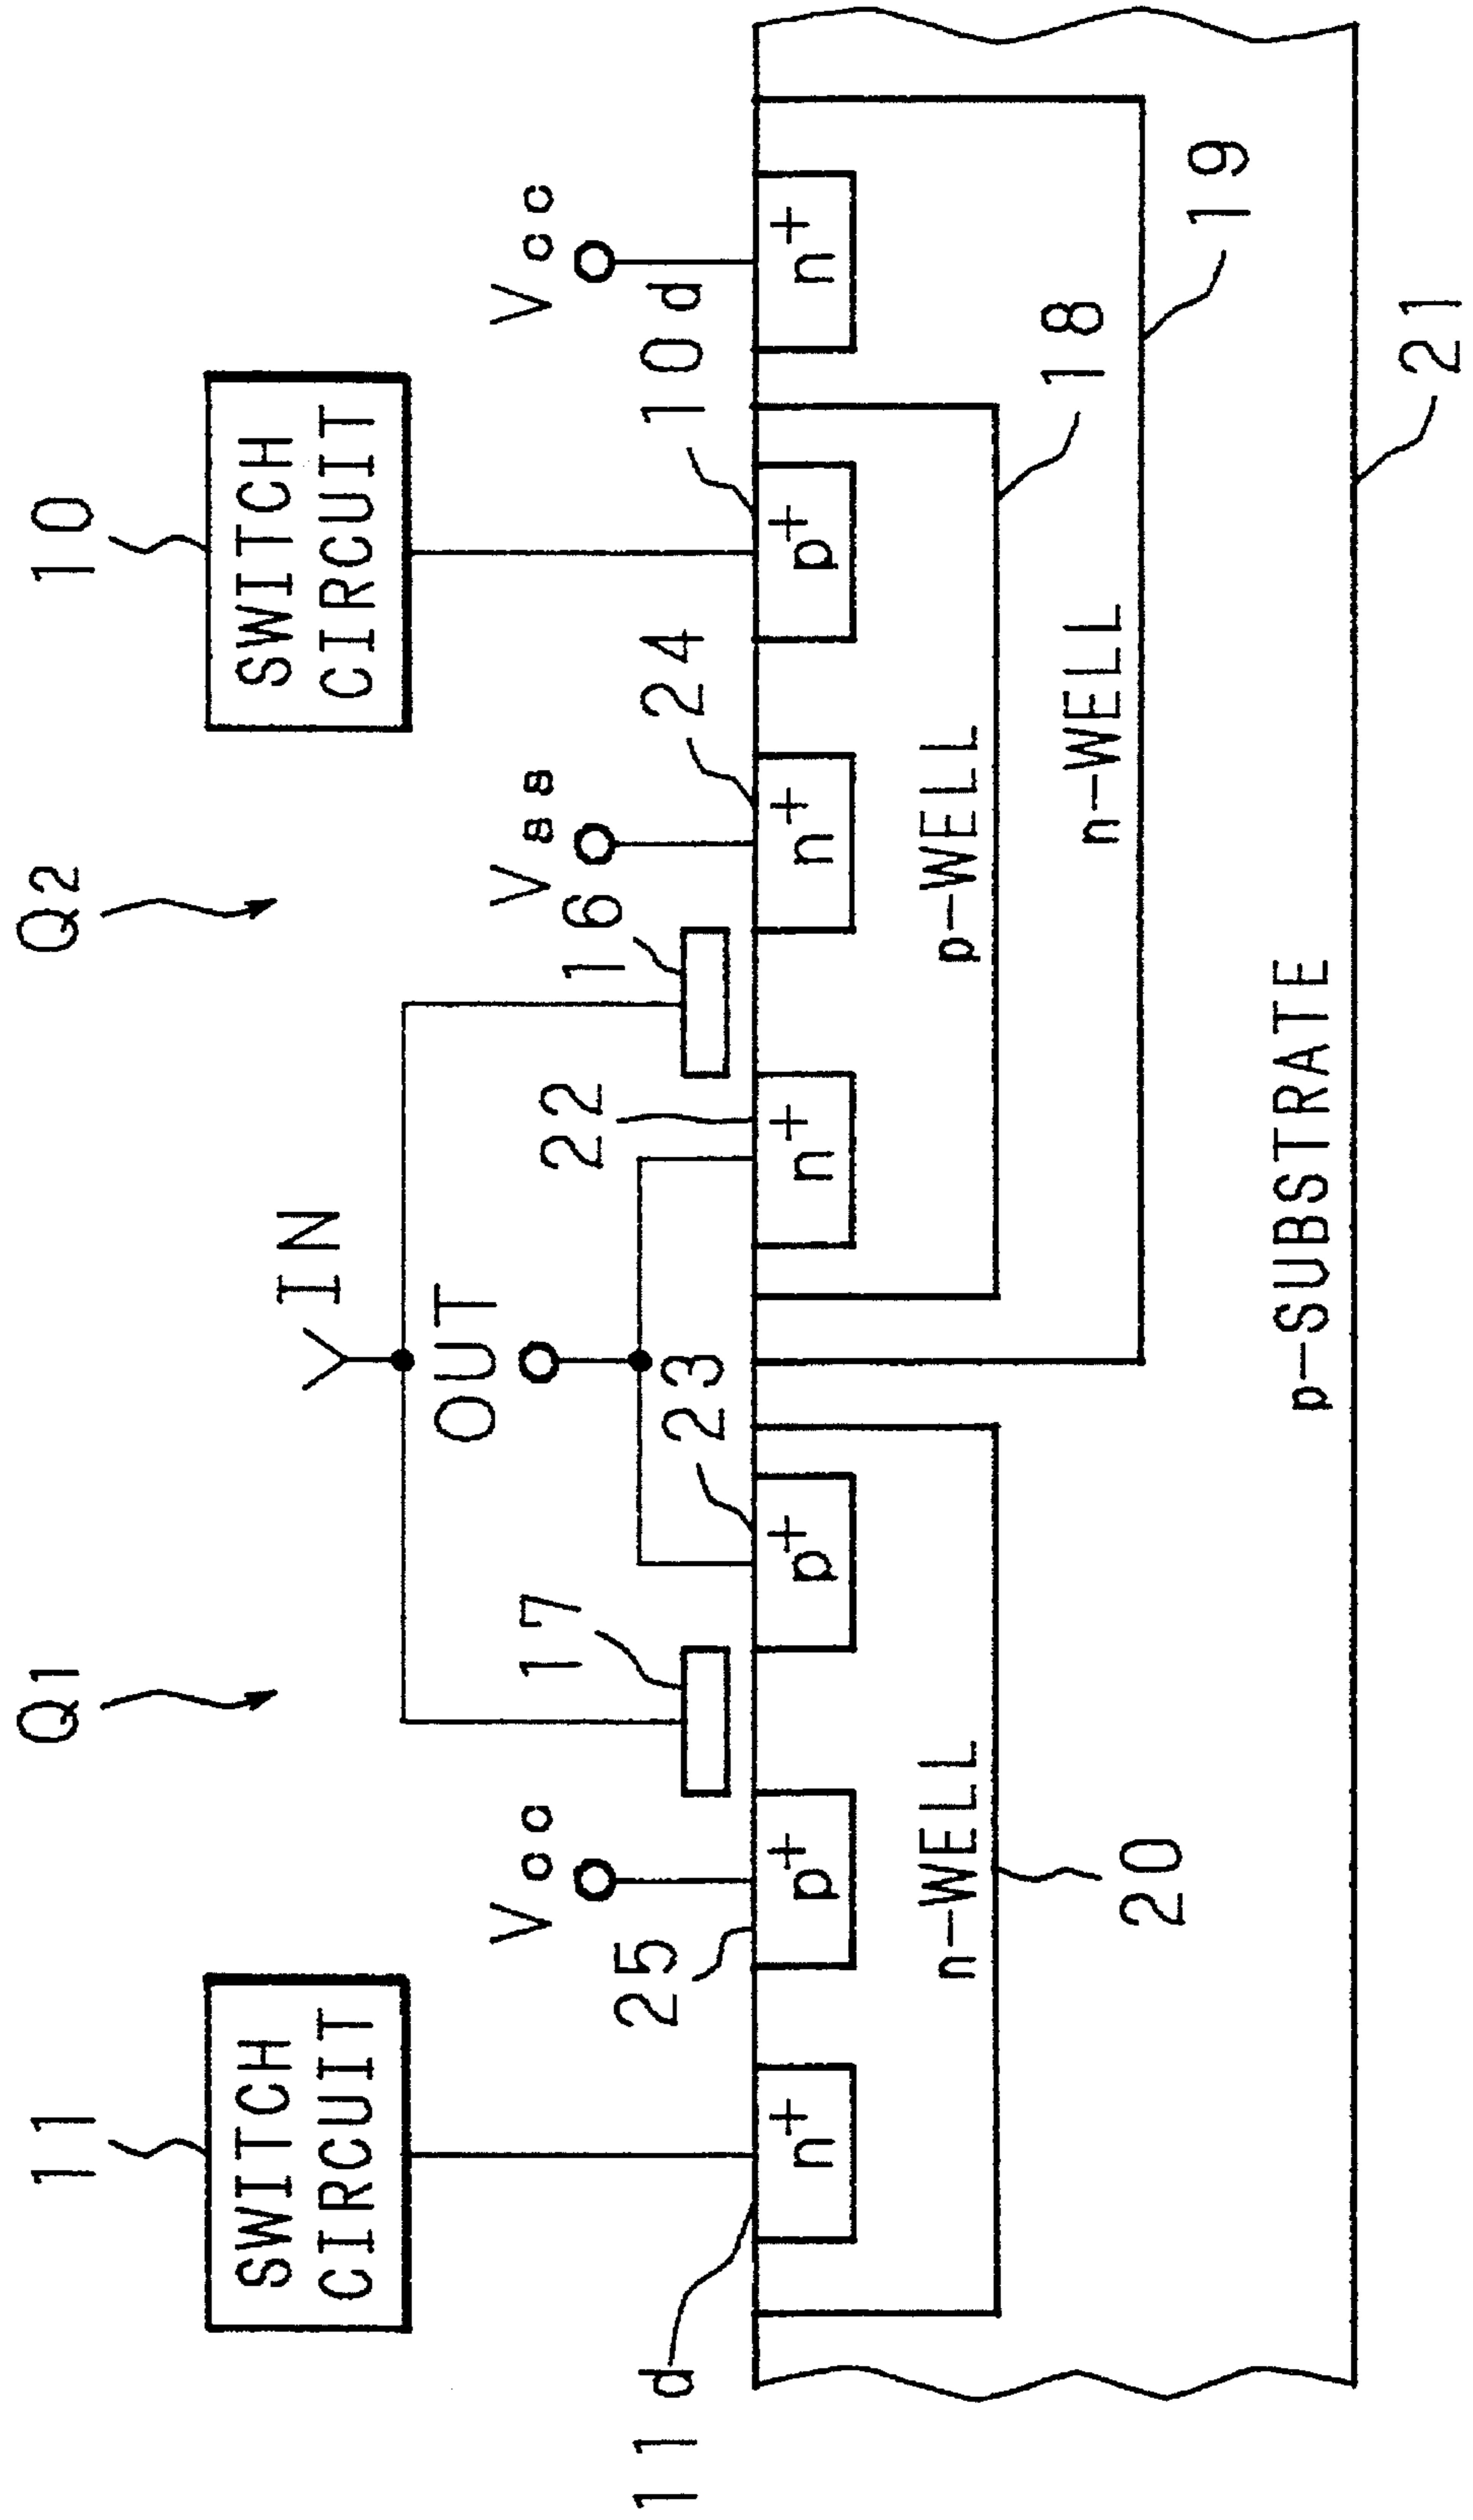 Q1
Q2
11
10
SWITCH
CIRCUIT
SWITCH
CIRCUIT
IN
OUT
Vcc
17
22
16
Vss
Vcc
11d
25
23
24
10d
n+
p+
p+
n+
n+
p+
n+
n-WELL
p-WELL
20
n-WELL
18
19
p-SUBSTRATE
21